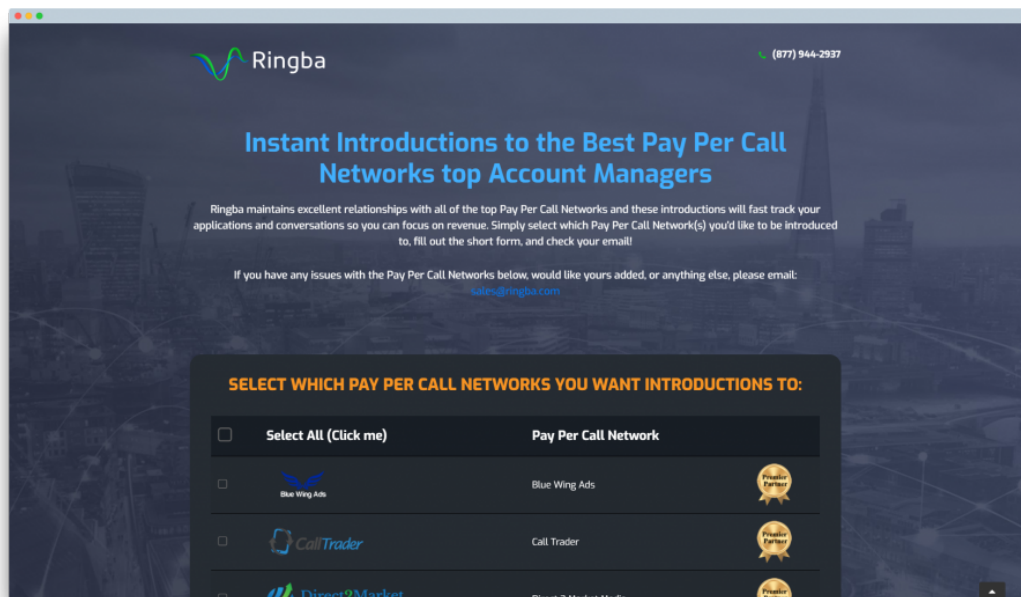 Ringba
(877) 944-2937
Instant Introductions to the Best Pay Per Call
Networks top Account Managers
Ringba maintains excellent relationships with all of the top Pay Per Call Networks and these introductions will fast track your
applications and conversations so you can focus on revenue. Simply select which Pay Per Call Network(s) you'd like to be introduced
to, fill out the short form, and check your email!
If you have any issues with the Pay Per Call Networks below, would like yours added, or anything else, please email:
sales@ringba.com
SELECT WHICH PAY PER CALL NETWORKS YOU WANT INTRODUCTIONS TO:
Select All (Click me) Pay Per Call Network
Blue Wing Ads Blue Wing Ads Premier
Partner
CallTrader Call Trader Premier
Partner
Direct2Market Direct 2 Market Media Premier